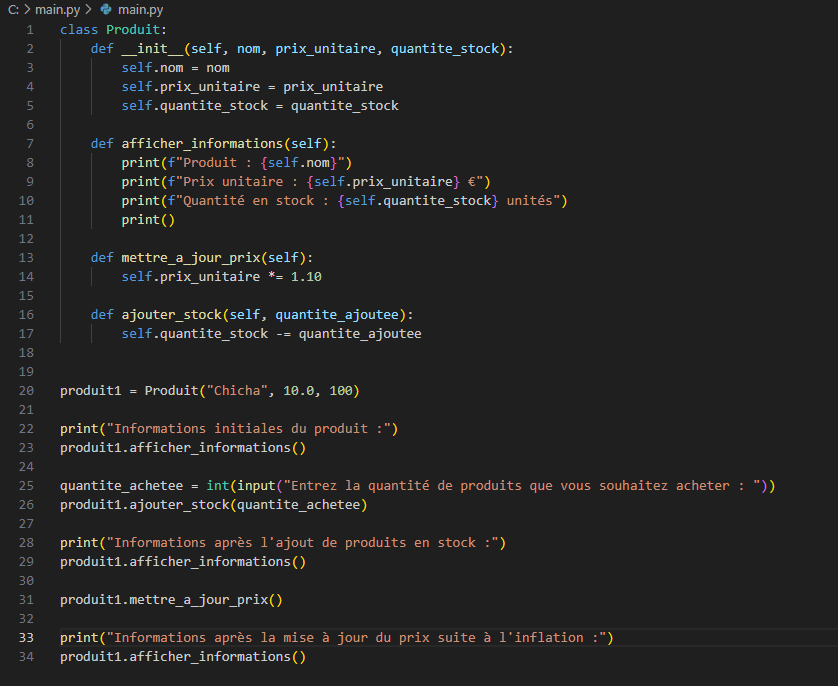 C: > main.py > main.py
1 class Produit:
2     def __init__(self, nom, prix_unitaire, quantite_stock):
3         self.nom = nom
4         self.prix_unitaire = prix_unitaire
5         self.quantite_stock = quantite_stock
6
7     def afficher_informations(self):
8         print(f"Produit : {self.nom}")
9         print(f"Prix unitaire : {self.prix_unitaire} €")
10         print(f"Quantité en stock : {self.quantite_stock} unités")
11         print()
12
13     def mettre_a_jour_prix(self):
14         self.prix_unitaire *= 1.10
15
16     def ajouter_stock(self, quantite_ajoutee):
17         self.quantite_stock -= quantite_ajoutee
18
19
20 produit1 = Produit("Chicha", 10.0, 100)
21
22 print("Informations initiales du produit :")
23 produit1.afficher_informations()
24
25 quantite_achetee = int(input("Entrez la quantité de produits que vous souhaitez acheter : "))
26 produit1.ajouter_stock(quantite_achetee)
27
28 print("Informations après l'ajout de produits en stock :")
29 produit1.afficher_informations()
30
31 produit1.mettre_a_jour_prix()
32
33 print("Informations après la mise à jour du prix suite à l'inflation :")
34 produit1.afficher_informations()